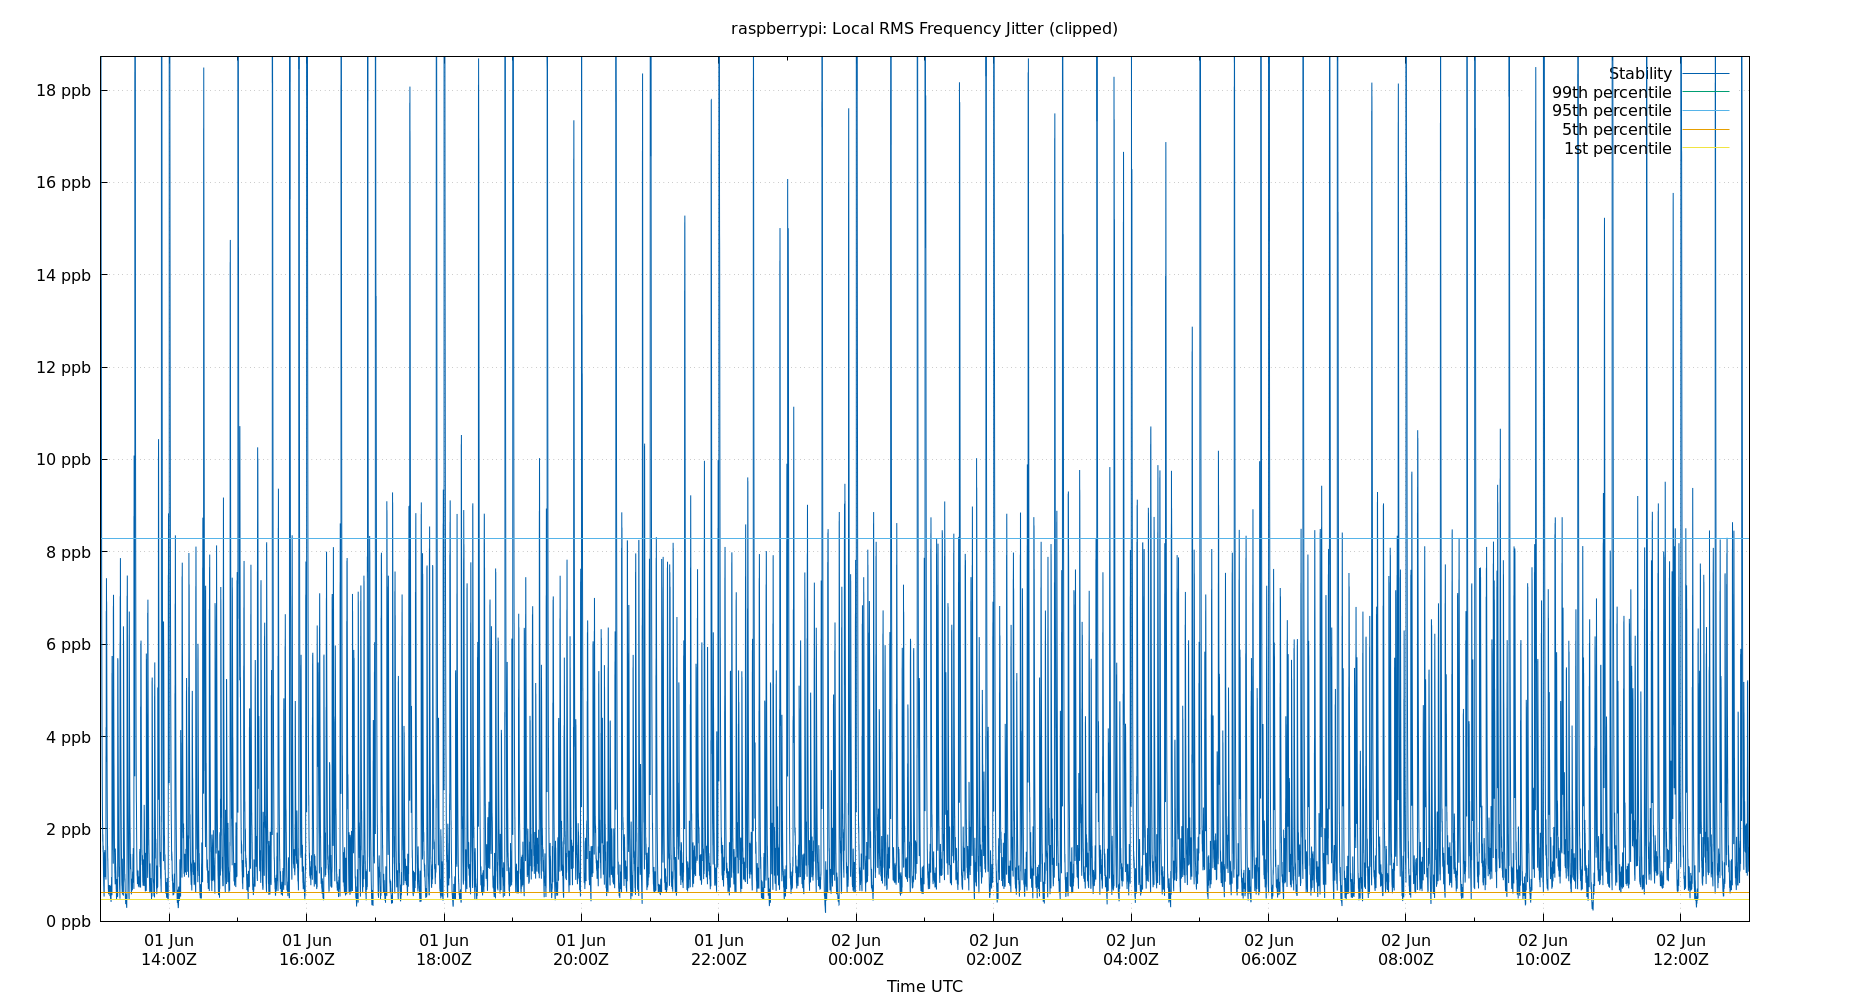 raspberrypi: Local RMS Frequency Jitter (clipped)
Stability
99th percentile
95th percentile
5th percentile
1st percentile
18 ppb
16 ppb
14 ppb
12 ppb
10 ppb
8 ppb
6 ppb
4 ppb
2 ppb
0 ppb
01 Jun 01 Jun 01 Jun 01 Jun 01 Jun 02 Jun 02 Jun 02 Jun 02 Jun 02 Jun 02 Jun 02 Jun
14:00Z 16:00Z 18:00Z 20:00Z 22:00Z 00:00Z 02:00Z 04:00Z 06:00Z 08:00Z 10:00Z 12:00Z
Time UTC